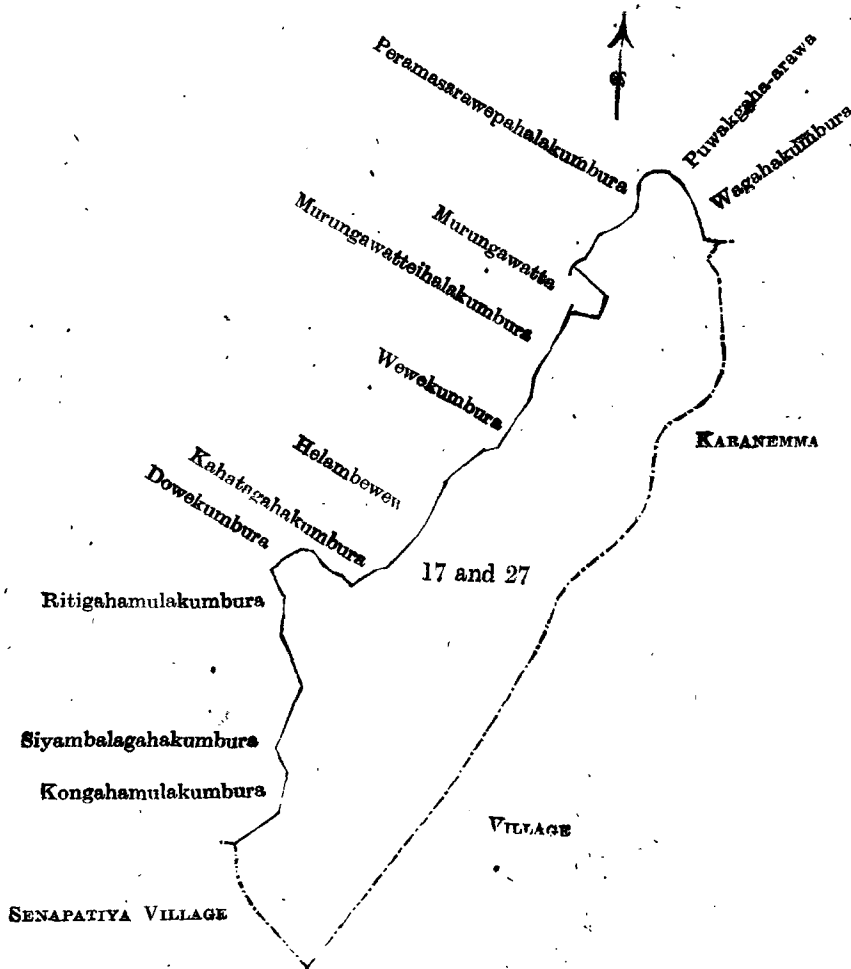 Peramasarawepahalakumbura
Puwakgaha-arawa
Wagahakumbura
Murungawatta
Murungawatteihalakumbura
Wewekumbura
KARANEMMA
Helambewew
Kahatagahakumbura
Dowekumbura
17 and 27
Ritigahamulakumbura
Siyambalagahakumbura
Kongahamulakumbura
VILLAGE
SENAPATIYA VILLAGE